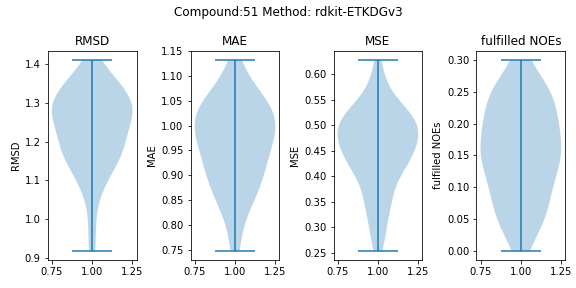 Compound:51 Method: rdkit-ETKDGv3
RMSD
RMSD
1.4
1.3
1.2
1.1
1.0
0.9
0.75 1.00 1.25
MAE
MAE
1.15
1.10
1.05
1.00
0.95
0.90
0.85
0.80
0.75
0.75 1.00 1.25
MSE
MSE
0.60
0.55
0.50
0.45
0.40
0.35
0.30
0.25
0.75 1.00 1.25
fulfilled NOEs
fulfilled NOEs
0.30
0.25
0.20
0.15
0.10
0.05
0.00
0.75 1.00 1.25